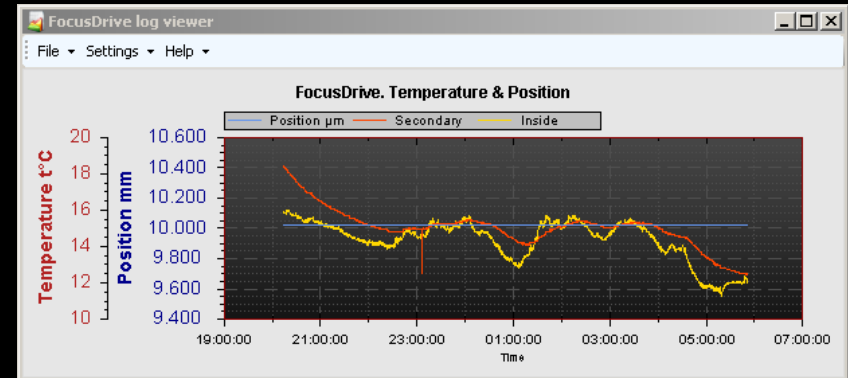 FocusDrive log viewer
File Settings Help
FocusDrive. Temperature & Position
Position µm Secondary Inside
Temperature t°C
20
18
16
14
12
10
Position mm
10.600
10.400
10.200
10.000
9.800
9.600
9.400
19:00:00 21:00:00 23:00:00 01:00:00 03:00:00 05:00:00 07:00:00
Time